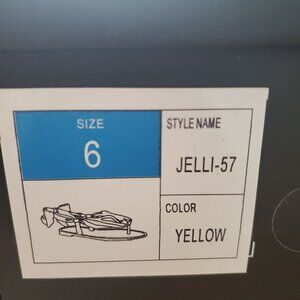 SIZE
6
STYLE NAME
JELLI-57
COLOR
YELLOW